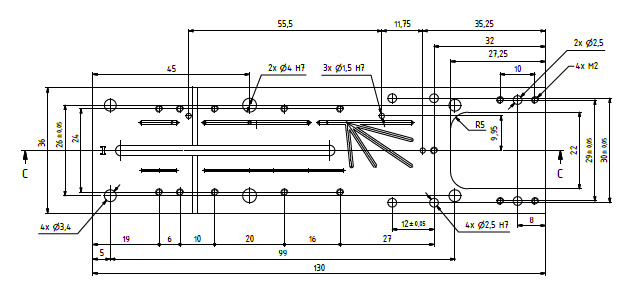 55,5
11,75
35,25
32
2x Ø2,5
27,25
45
2x Ø4 H7
3x Ø1,5 H7
10
4x M2
36
26±0,05
24
R5
9,95
22
29±0,05
30±0,05
C
C
4x Ø3,4
12±0,05
4x Ø2,5 H7
8
19
6
10
20
16
27
5
99
130